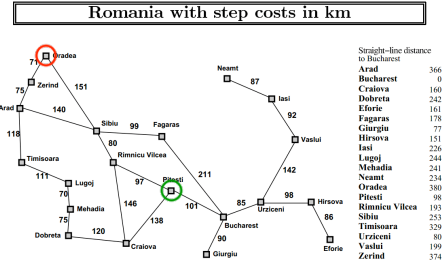 Romania with step costs in km
Straight-line distance
to Bucharest
Arad 366
Bucharest 0
Craiova 160
Dobreta 242
Eforie 161
Fagaras 178
Giurgiu 77
Hirsova 151
Iasi 226
Lugoj 244
Mehadia 241
Neamt 234
Oradea 380
Pitesti 98
Rimnicu Vilcea 193
Sibiu 253
Timisoara 329
Urziceni 80
Vaslui 199
Zerind 374
Oradea
71
Neamt
87
Zerind
75
151
Iasi
Arad
140
92
Sibiu
99
Fagaras
118
80
Vaslui
Timisoara
Rimnicu Vilcea
211
142
111
Lugoj
97
Pitesti
70
98
Hirsova
Mehadia
146
101
85
Urziceni
75
138
86
Bucharest
Dobreta
120
90
Craiova
Giurgiu
Eforie